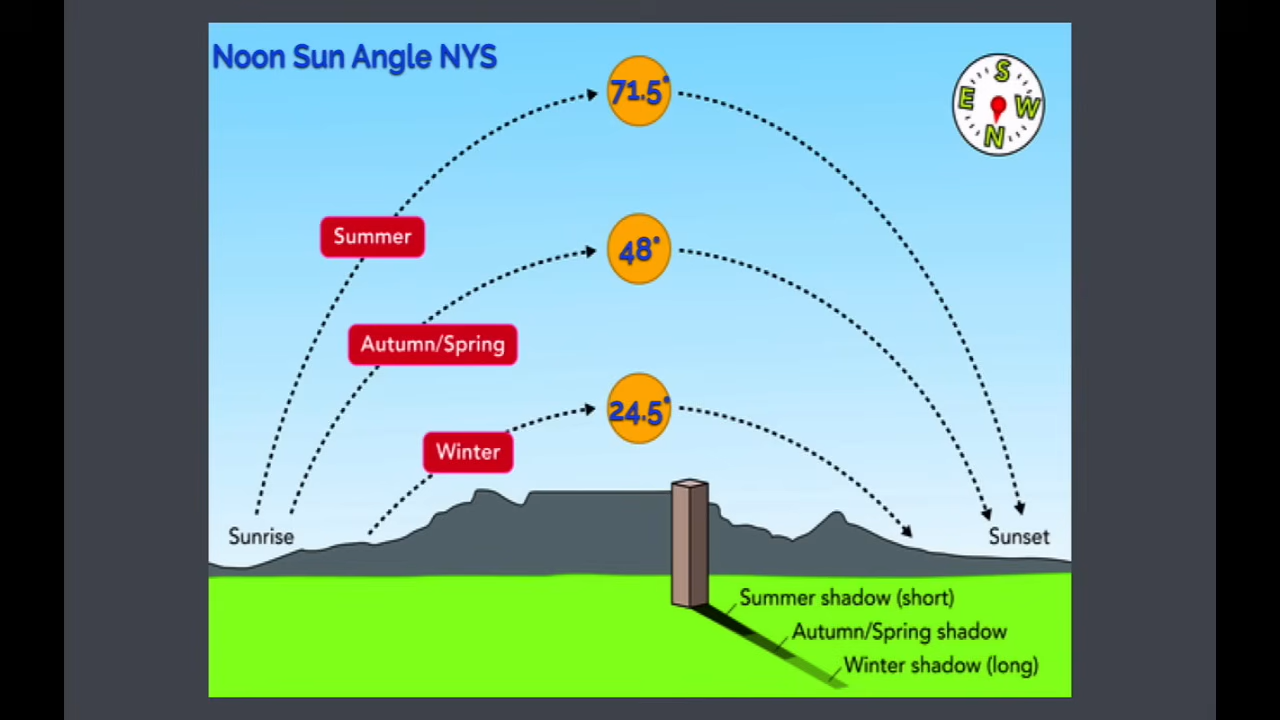 Noon Sun Angle NYS
71.5°
S
E
W
N
Summer
48°
Autumn/Spring
24.5°
Winter
Sunrise
Sunset
Summer shadow (short)
Autumn/Spring shadow
Winter shadow (long)